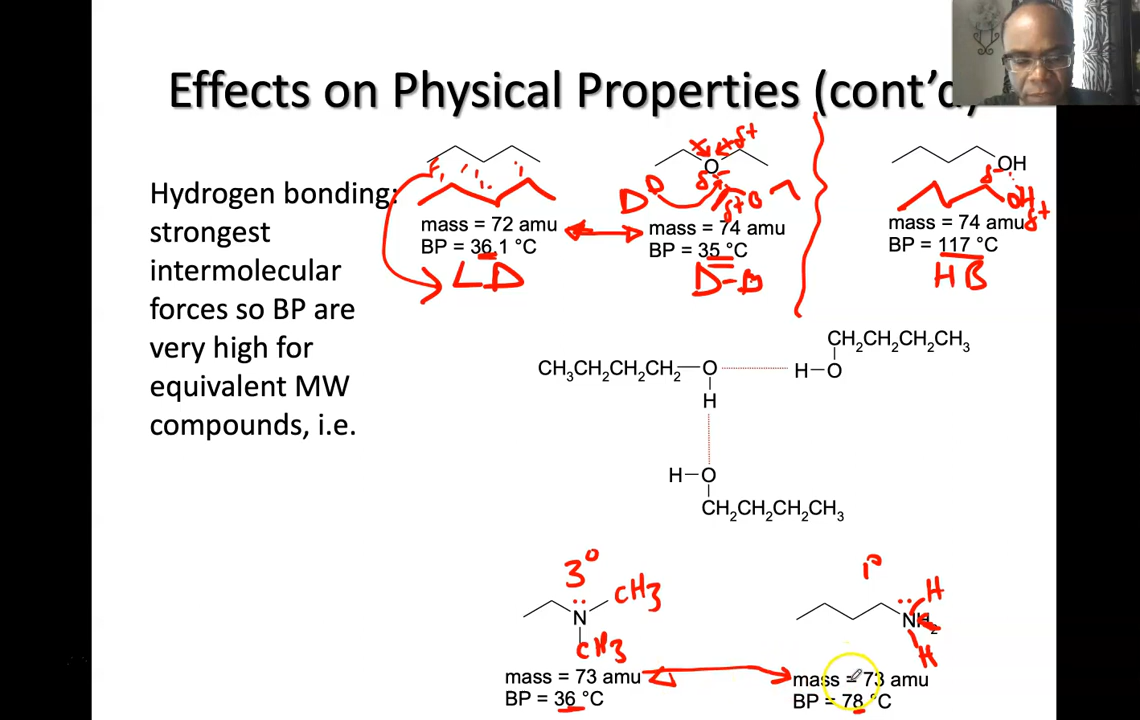 Effects on Physical Properties (cont'd)
Hydrogen bonding:
strongest
intermolecular
forces so BP are
very high for
equivalent MW
compounds, i.e.
O
δ+
δ-
δ+
D
D
mass = 72 amu
BP = 36.1 °C
LD
mass = 74 amu
BP = 35 °C
D-D
OH
δ-
OH
δ+
mass = 74 amu
BP = 117 °C
HB
CH3CH2CH2CH2—O
H
H—O
CH2CH2CH2CH3
H—O
CH2CH2CH2CH3
3°
N
CH3
CH3
mass = 73 amu
BP = 36 °C
1°
NH2
H
H
mass = 73 amu
BP = 78 °C